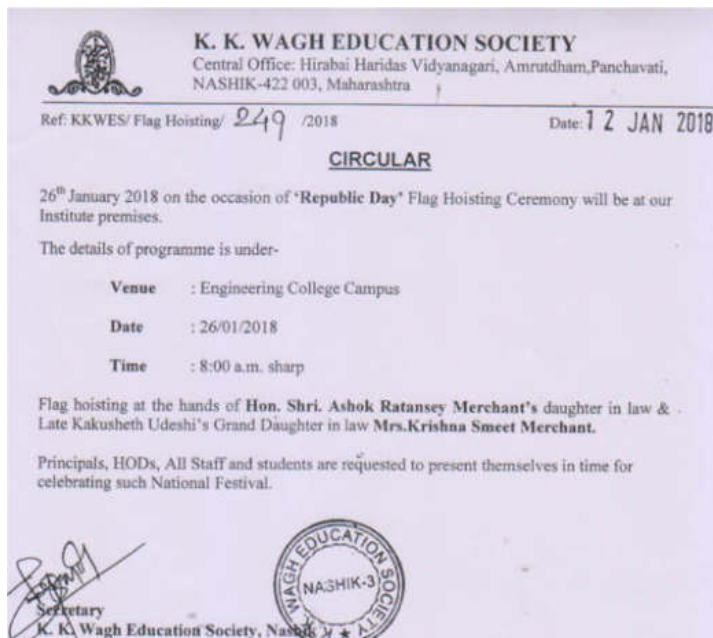 K. K. WAGH EDUCATION SOCIETY
Central Office: Hirabai Haridas Vidyanagari, Amrutdham,Panchavati,
NASHIK-422 003, Maharashtra
Ref: KKWES/ Flag Hoisting/ 249 /2018 Date: 12 JAN 2018
CIRCULAR
26th January 2018 on the occasion of 'Republic Day' Flag Hoisting Ceremony will be at our
Institute premises.
The details of programme is under-
Venue : Engineering College Campus
Date : 26/01/2018
Time : 8:00 a.m. sharp
Flag hoisting at the hands of Hon. Shri. Ashok Ratansey Merchant's daughter in law &
Late Kakusheth Udeshi's Grand Daughter in law Mrs.Krishna Smeet Merchant.
Principals, HODs, All Staff and students are requested to present themselves in time for
celebrating such National Festival.
WAGH EDUCATION SOCIETY
NASHIK-3
Secretary
K. K. Wagh Education Society, Nashik